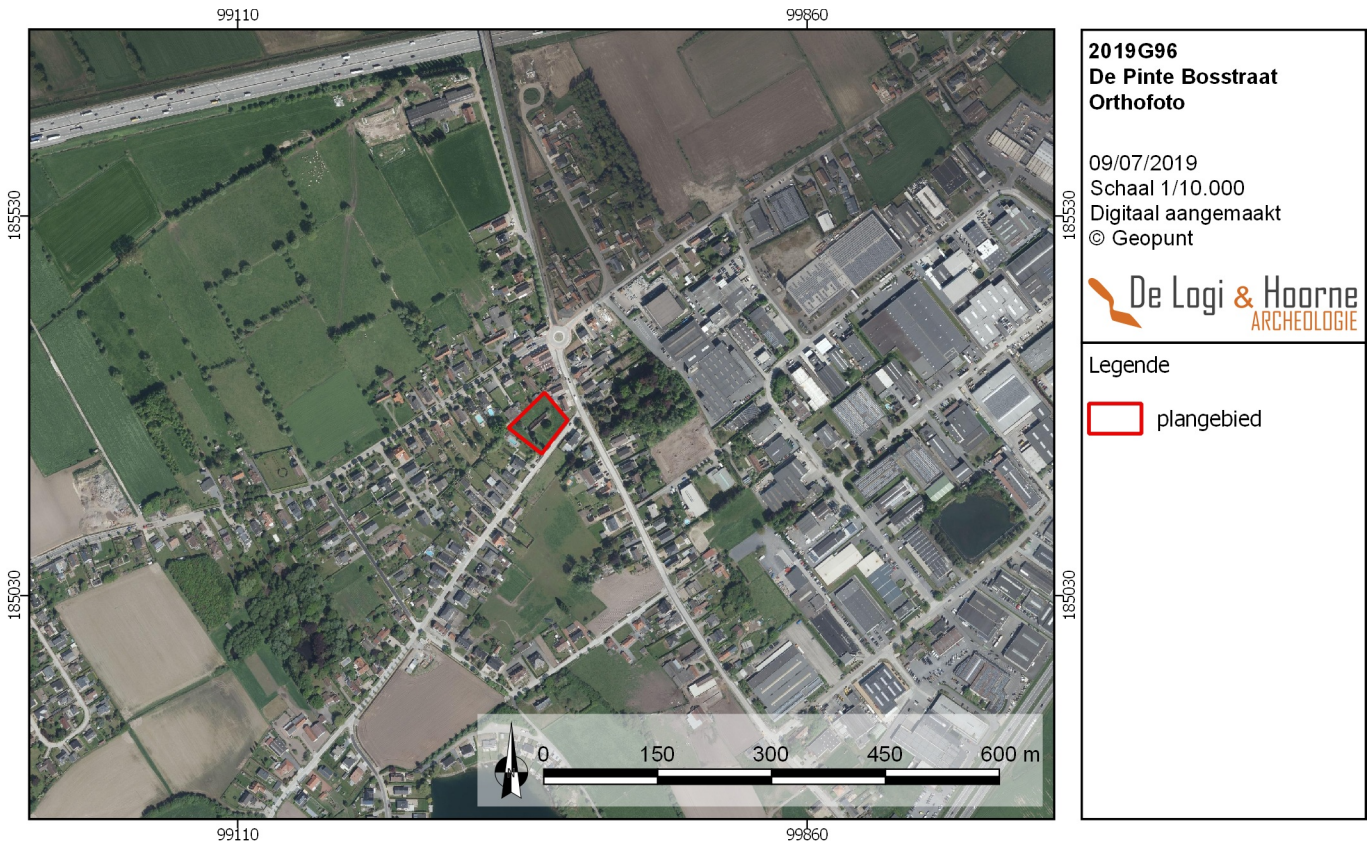 99110
99860
185530
185030
185530
185030
99110
99860
0 150 300 450 600 m
N
2019G96
De Pinte Bosstraat
Orthofoto
09/07/2019
Schaal 1/10.000
Digitaal aangemaakt
© Geopunt
De Logi & Hoorne
ARCHEOLOGIE
Legende
plangebied